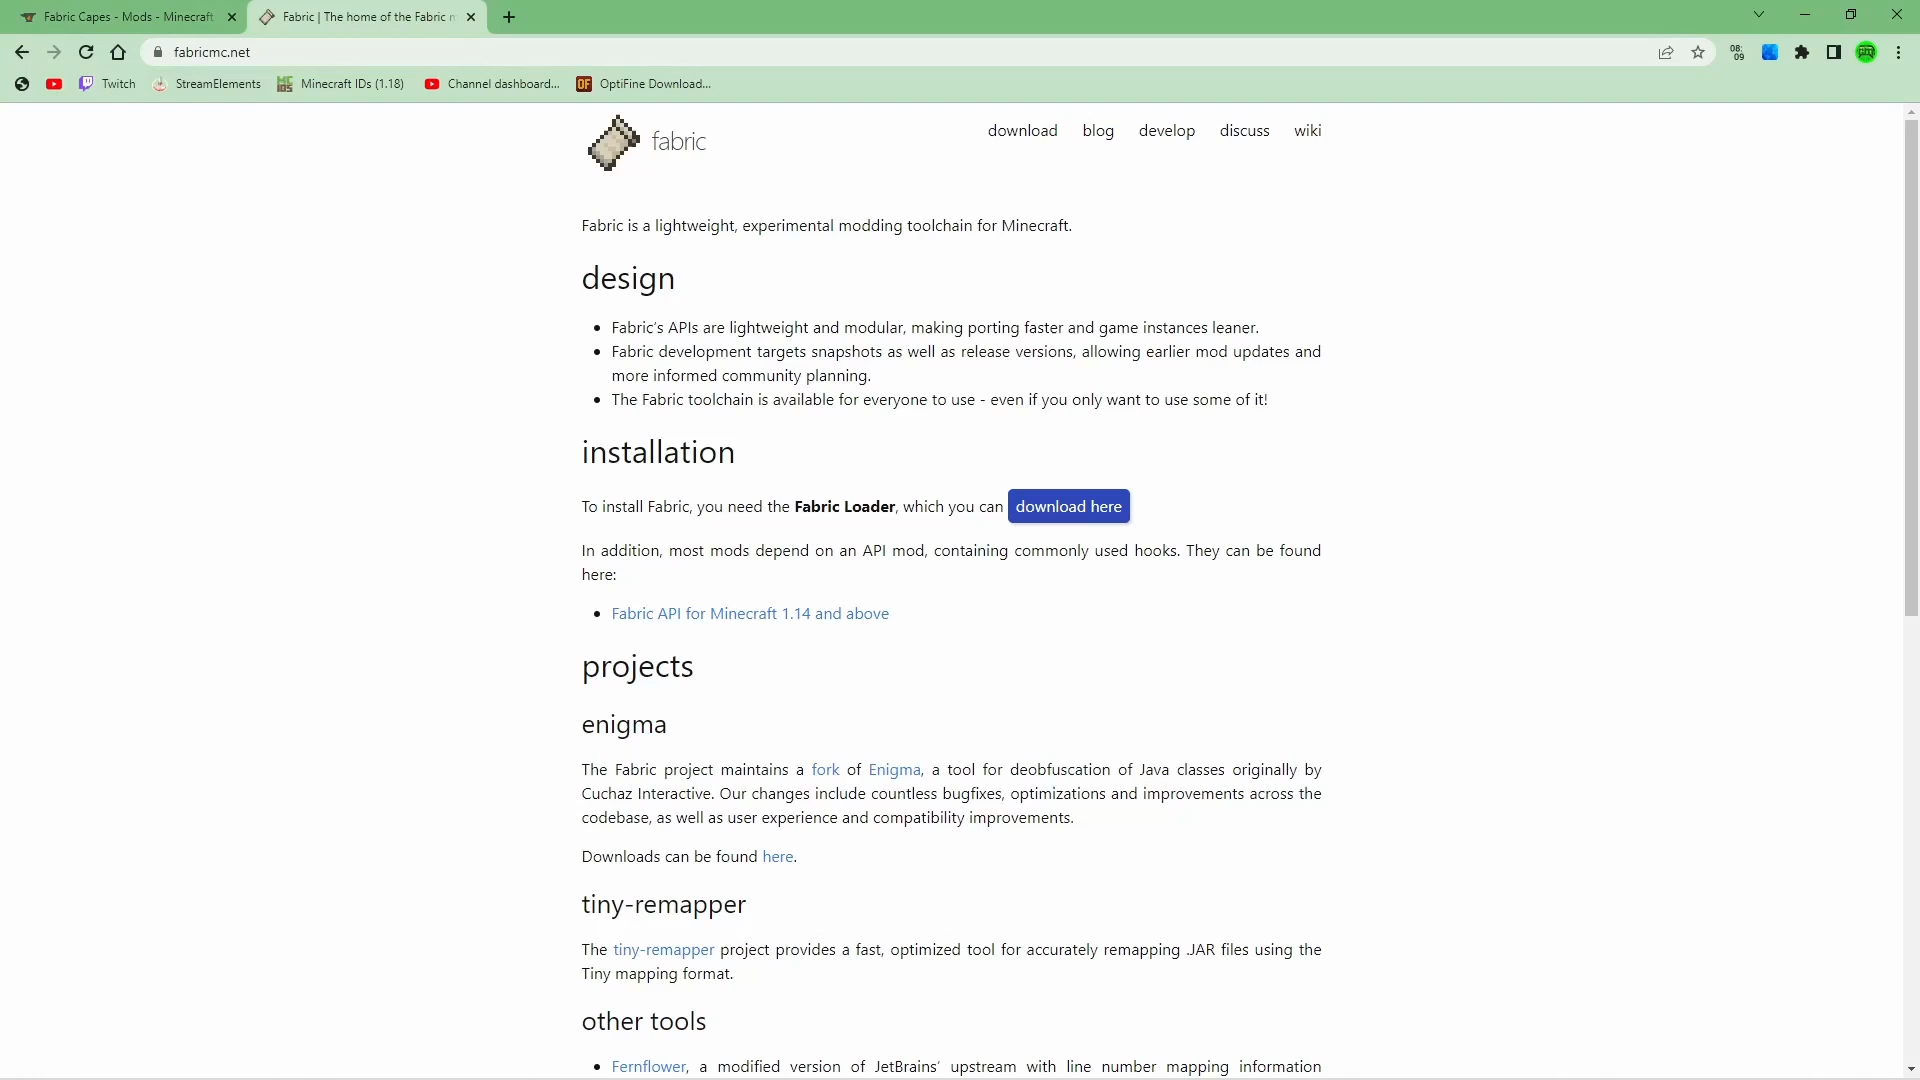 Fabric Capes - Mods - Minecraft
Fabric | The home of the Fabric m
fabricmc.net
08:
09
Twitch
StreamElements
Minecraft IDs (1.18)
Channel dashboard...
OF
OptiFine Download...
fabric
download
blog
develop
discuss
wiki
Fabric is a lightweight, experimental modding toolchain for Minecraft.
design
• Fabric's APIs are lightweight and modular, making porting faster and game instances leaner.
• Fabric development targets snapshots as well as release versions, allowing earlier mod updates and
more informed community planning.
• The Fabric toolchain is available for everyone to use - even if you only want to use some of it!
installation
To install Fabric, you need the Fabric Loader, which you can download here
In addition, most mods depend on an API mod, containing commonly used hooks. They can be found
here:
• Fabric API for Minecraft 1.14 and above
projects
enigma
The Fabric project maintains a fork of Enigma, a tool for deobfuscation of Java classes originally by
Cuchaz Interactive. Our changes include countless bugfixes, optimizations and improvements across the
codebase, as well as user experience and compatibility improvements.
Downloads can be found here.
tiny-remapper
The tiny-remapper project provides a fast, optimized tool for accurately remapping .JAR files using the
Tiny mapping format.
other tools
• Fernflower, a modified version of JetBrains' upstream with line number mapping information